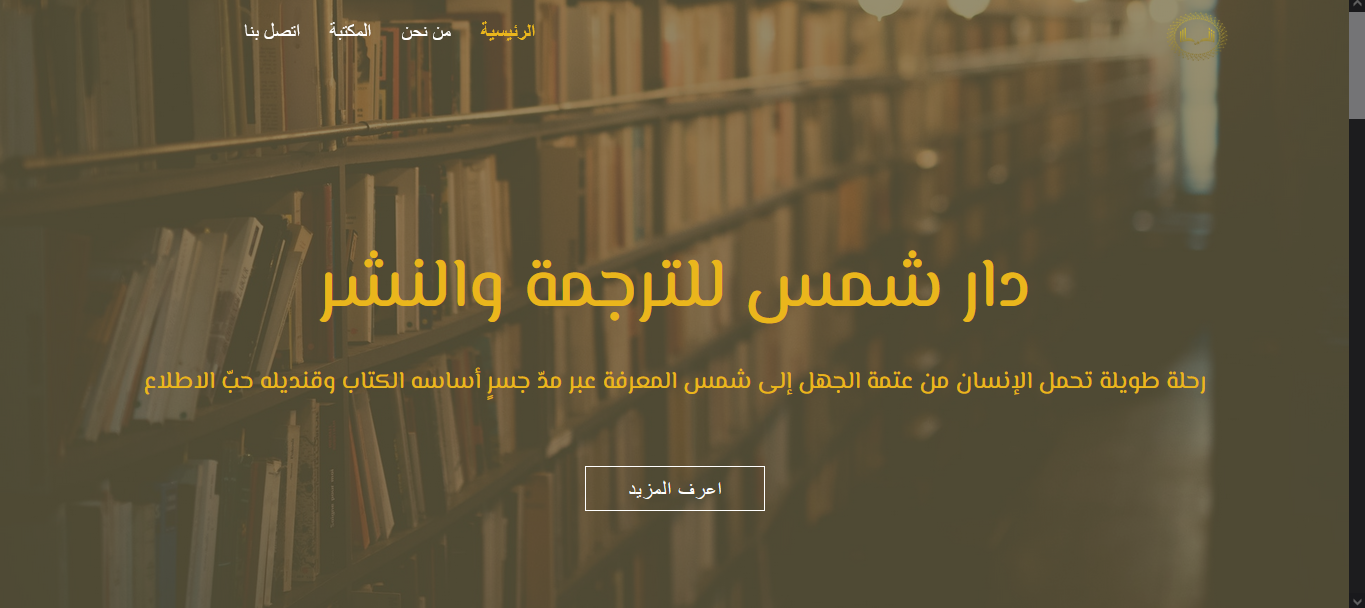 الرئيسية
من نحن
المكتبة
اتصل بنا
دار شمس للترجمة والنشر
رحلة طويلة تحمل الإنسان من عتمة الجهل إلى شمس المعرفة عبر مدّ جسرٍ أساسه الكتاب وقنديله حبّ الاطلاع
اعرف المزيد